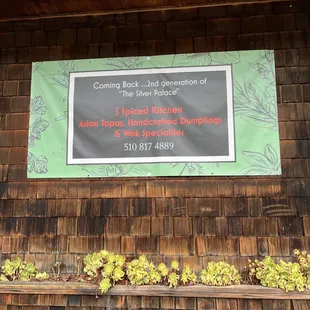 Coming Back ...2nd generation of
"The Silver Palace"
5 Spiced Kitchen
Asian Tapas, Handcrafted Dumplings
& Wok Specialties
510 817 4889